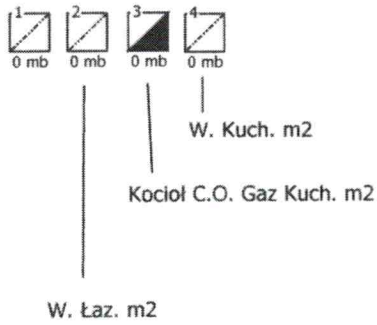 1 2 3 4
0 mb 0 mb 0 mb 0 mb
W. Kuch. m2
Kocioł C.O. Gaz Kuch. m2
W. Łaz. m2